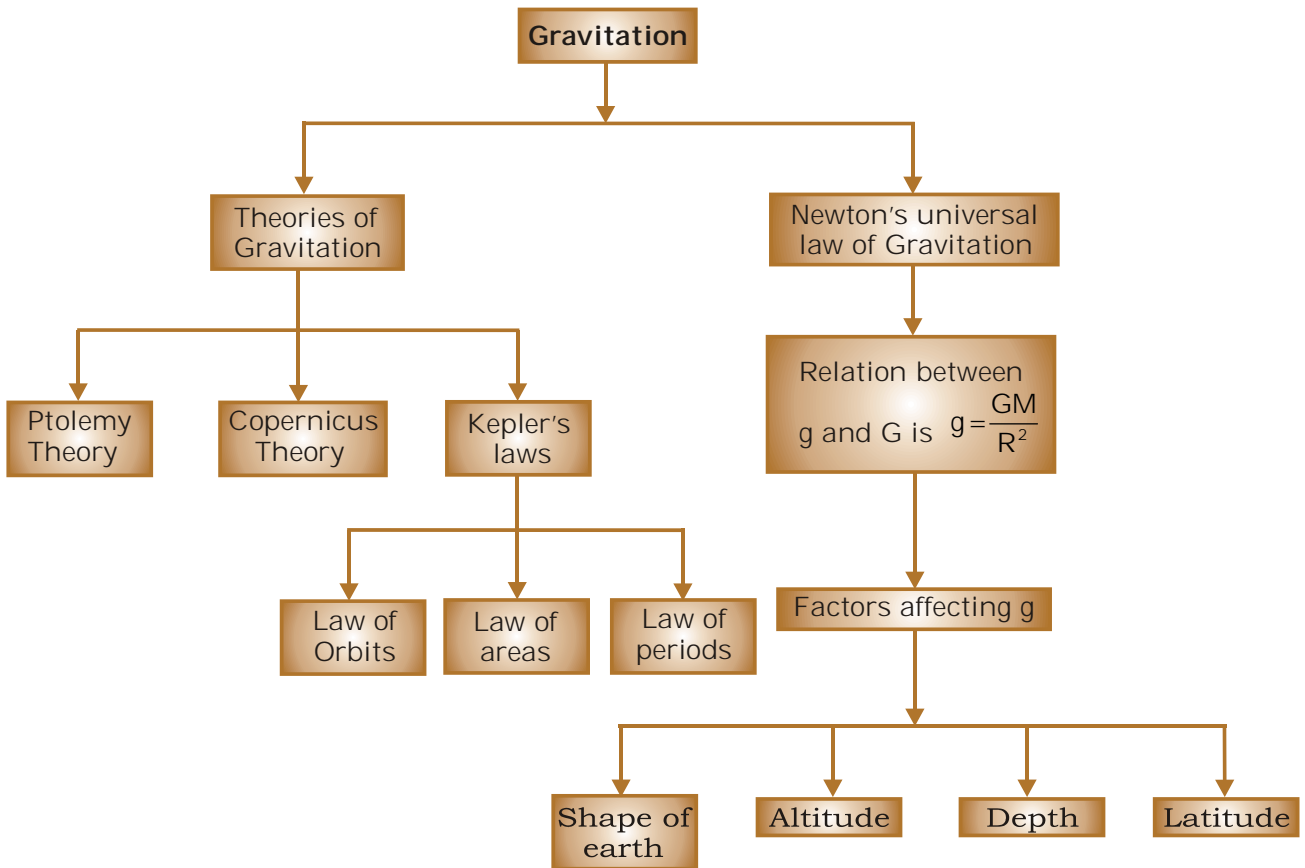 Gravitation
Theories of
Gravitation
Newton's universal
law of Gravitation
Ptolemy
Theory
Copernicus
Theory
Kepler's
laws
Relation between
g and G is g = GM/R²
Law of
Orbits
Law of
areas
Law of
periods
Factors affecting g
Shape of
earth
Altitude
Depth
Latitude